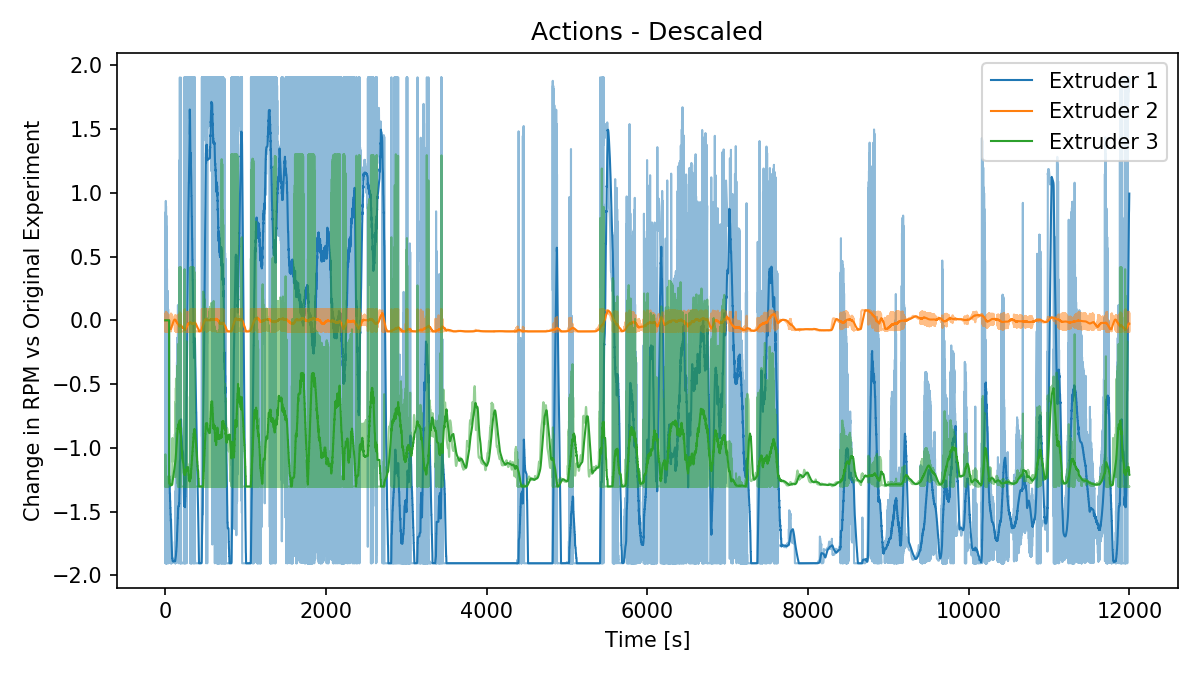 Actions - Descaled
Change in RPM vs Original Experiment
2.0
1.5
1.0
0.5
0.0
−0.5
−1.0
−1.5
−2.0
Extruder 1
Extruder 2
Extruder 3
0 2000 4000 6000 8000 10000 12000
Time [s]